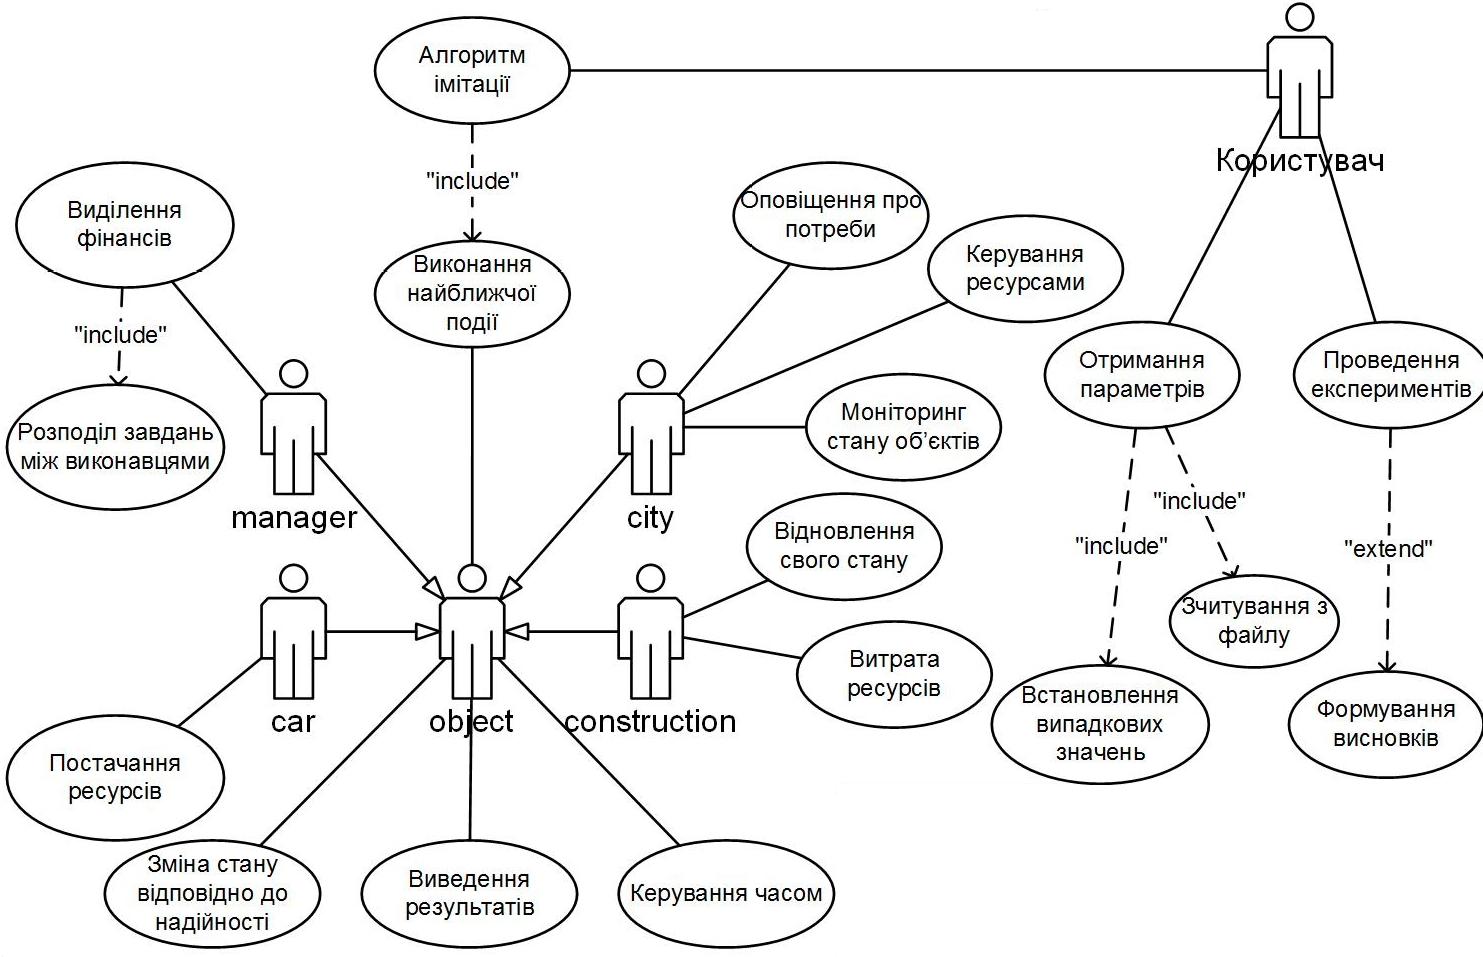 Алгоритм
імітації
Користувач
"include"
Виділення
фінансів
Оповіщення про
потреби
Керування
ресурсами
Виконання
найближчої
події
"include"
Отримання
параметрів
Проведення
експериментів
Розподіл завдань
між виконавцями
Моніторинг
стану об’єктів
manager
city
"include"
"include"
"extend"
Відновлення
свого стану
Зчитування з
файлу
Витрата
ресурсів
car
object
construction
Встановлення
випадкових
значень
Формування
висновків
Постачання
ресурсів
Зміна стану
відповідно до
надійності
Виведення
результатів
Керування часом